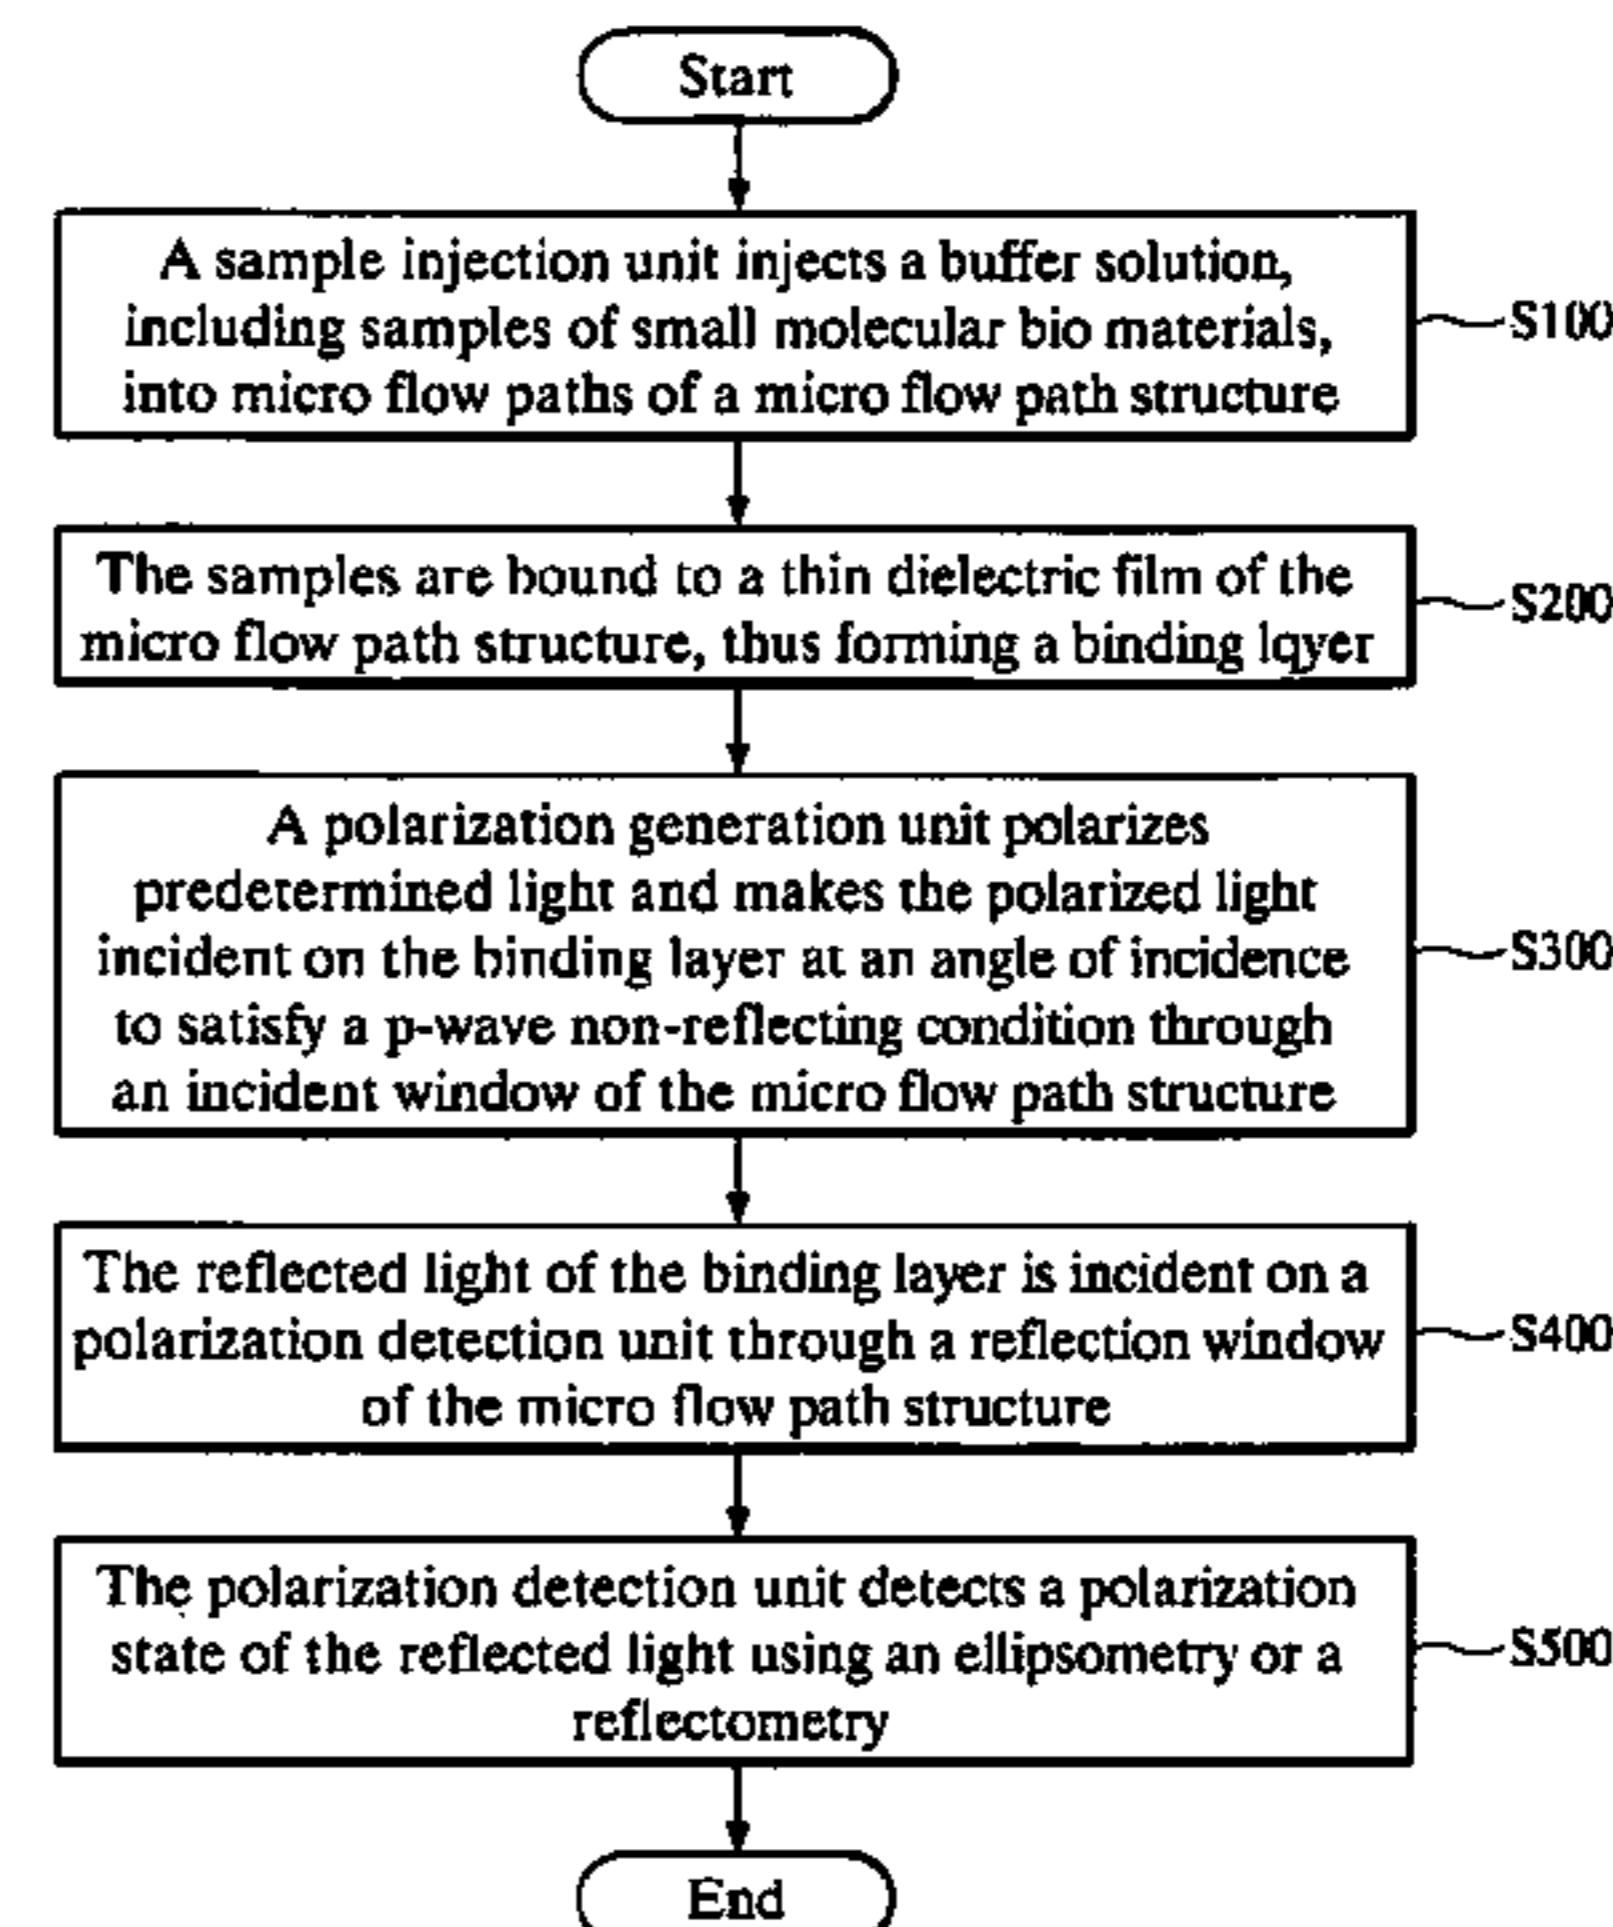 Start
A sample injection unit injects a buffer solution,
including samples of small molecular bio materials,
into micro flow paths of a micro flow path structure
S100
The samples are bound to a thin dielectric film of the
micro flow path structure, thus forming a binding lqyer
S200
A polarization generation unit polarizes
predetermined light and makes the polarized light
incident on the binding layer at an angle of incidence
to satisfy a p-wave non-reflecting condition through
an incident window of the micro flow path structure
S300
The reflected light of the binding layer is incident on a
polarization detection unit through a reflection window
of the micro flow path structure
S400
The polarization detection unit detects a polarization
state of the reflected light using an ellipsometry or a
reflectometry
S500
End